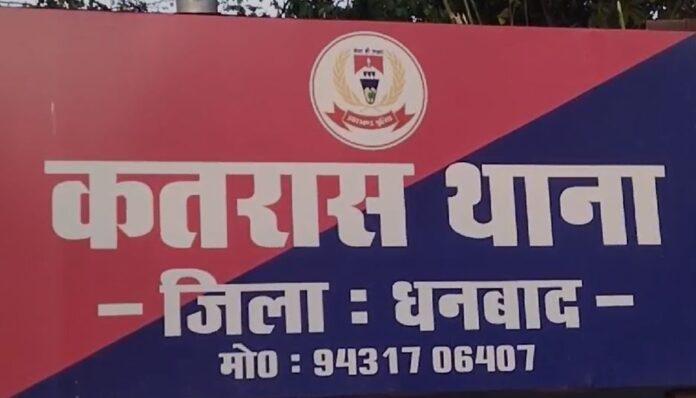 कतरास थाना
– जिला : धनबाद –
मो0 : 94317 06407